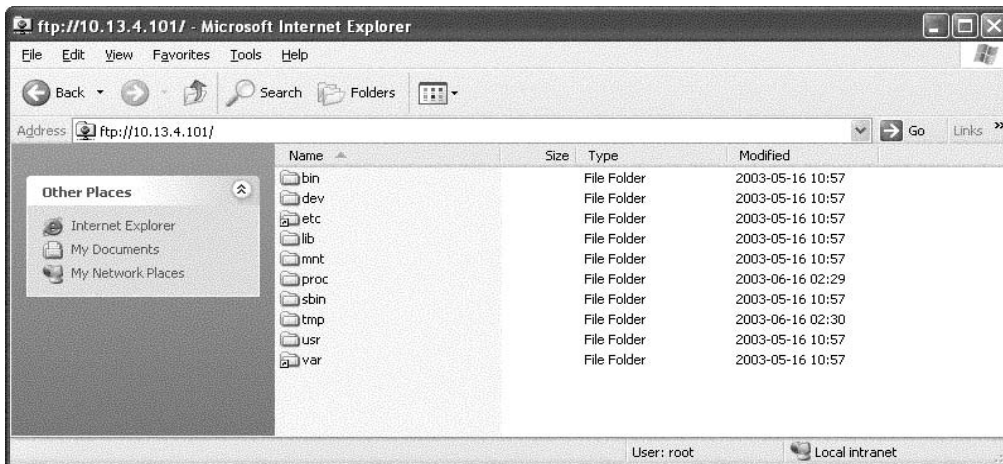 ftp://10.13.4.101/ - Microsoft Internet Explorer
File Edit View Favorites Tools Help
Back Search Folders
Address ftp://10.13.4.101/ Go Links »
Name Size Type Modified
Other Places
Internet Explorer
My Documents
My Network Places
bin File Folder 2003-05-16 10:57
dev File Folder 2003-05-16 10:57
etc File Folder 2003-05-16 10:57
lib File Folder 2003-05-16 10:57
mnt File Folder 2003-05-16 10:57
proc File Folder 2003-06-16 02:29
sbin File Folder 2003-05-16 10:57
tmp File Folder 2003-06-16 02:30
usr File Folder 2003-05-16 10:57
var File Folder 2003-05-16 10:57
User: root Local intranet